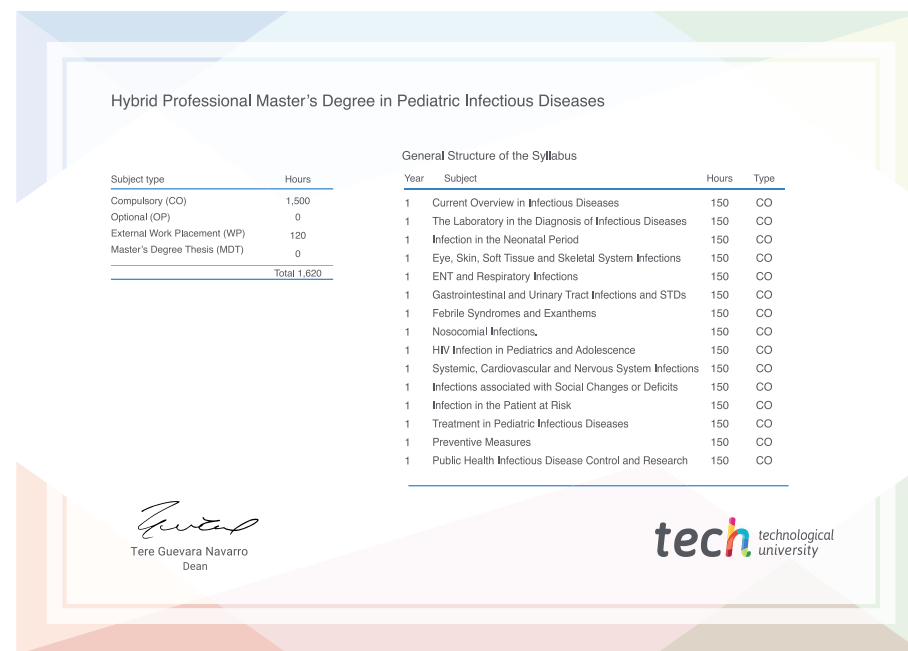 Hybrid Professional Master's Degree in Pediatric Infectious Diseases
Subject type Hours
Compulsory (CO) 1,500
Optional (OP) 0
External Work Placement (WP) 120
Master's Degree Thesis (MDT) 0
Total 1,620
General Structure of the Syllabus
Year Subject Hours Type
1 Current Overview in Infectious Diseases 150 CO
1 The Laboratory in the Diagnosis of Infectious Diseases 150 CO
1 Infection in the Neonatal Period 150 CO
1 Eye, Skin, Soft Tissue and Skeletal System Infections 150 CO
1 ENT and Respiratory Infections 150 CO
1 Gastrointestinal and Urinary Tract Infections and STDs 150 CO
1 Febrile Syndromes and Exanthems 150 CO
1 Nosocomial Infections. 150 CO
1 HIV Infection in Pediatrics and Adolescence 150 CO
1 Systemic, Cardiovascular and Nervous System Infections 150 CO
1 Infections associated with Social Changes or Deficits 150 CO
1 Infection in the Patient at Risk 150 CO
1 Treatment in Pediatric Infectious Diseases 150 CO
1 Preventive Measures 150 CO
1 Public Health Infectious Disease Control and Research 150 CO
Tere Guevara Navarro
Dean
tech technological
university